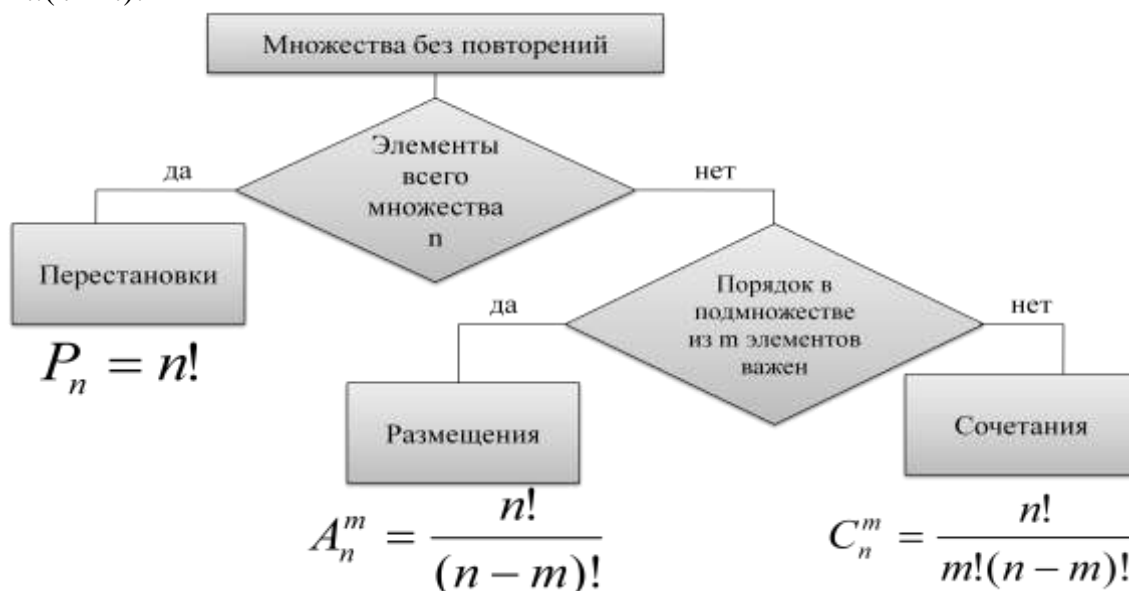 Множества без повторений
Элементы
всего
множества
n
да
нет
Перестановки
P_n = n!
Порядок в
подмножестве
из m элементов
важен
да
нет
Размещения
A_n^m = n! / (n − m)!
Сочетания
C_n^m = n! / m!(n − m)!